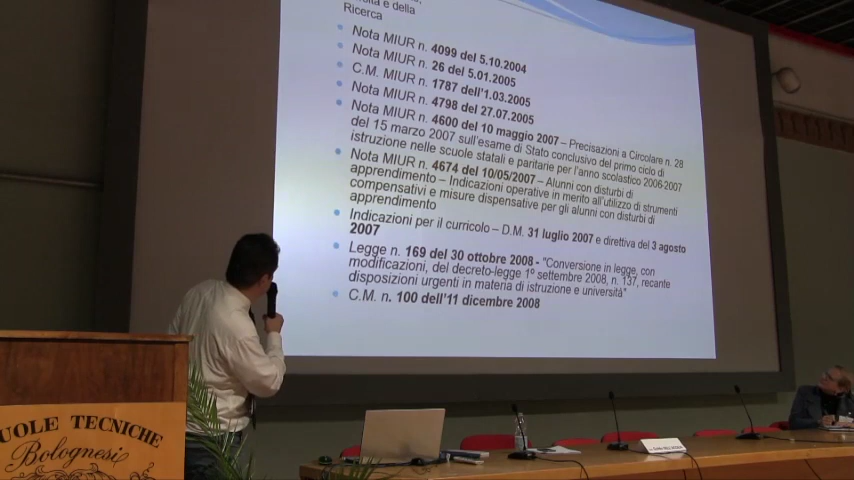 e della
Ricerca
Nota MIUR n. 4099 del 5.10.2004
Nota MIUR n. 26 del 5.01.2005
C.M. MIUR n. 1787 dell'1.03.2005
Nota MIUR n. 4798 del 27.07.2005
Nota MIUR n. 4600 del 10 maggio 2007 – Precisazioni a Circolare n. 28
del 15 marzo 2007 sull'esame di Stato conclusivo del primo ciclo di
istruzione nelle scuole statali e paritarie per l'anno scolastico 2006-2007
Nota MIUR n. 4674 del 10/05/2007 – Alunni con disturbi di
apprendimento – Indicazioni operative in merito all'utilizzo di strumenti
compensativi e misure dispensative per gli alunni con disturbi di
apprendimento
Indicazioni per il curricolo – D.M. 31 luglio 2007 e direttiva del 3 agosto
2007
Legge n. 169 del 30 ottobre 2008 - "Conversione in legge, con
modificazioni, del decreto-legge 1º settembre 2008, n. 137, recante
disposizioni urgenti in materia di istruzione e università"
C.M. n. 100 dell'11 dicembre 2008
UOLE TECNICHE
Bolognesi